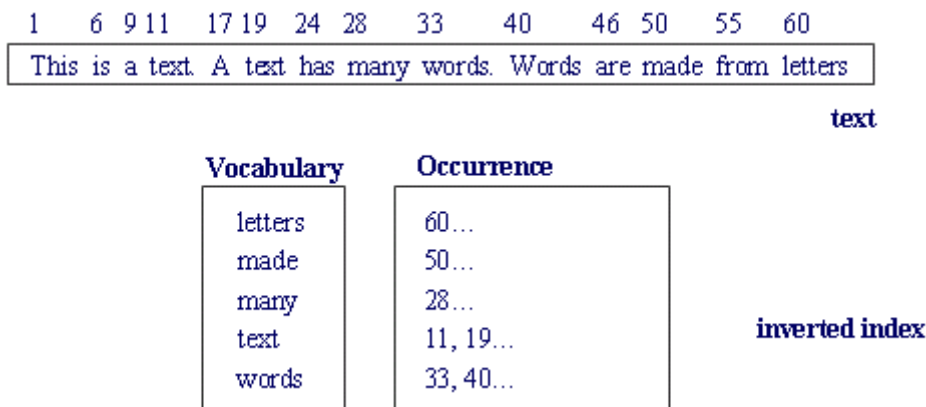 1 6 9 11 17 19 24 28 33 40 46 50 55 60
This is a text. A text has many words. Words are made from letters
text
Vocabulary Occurrence
letters 60...
made 50...
many 28...
text 11, 19...
inverted index
words 33, 40...